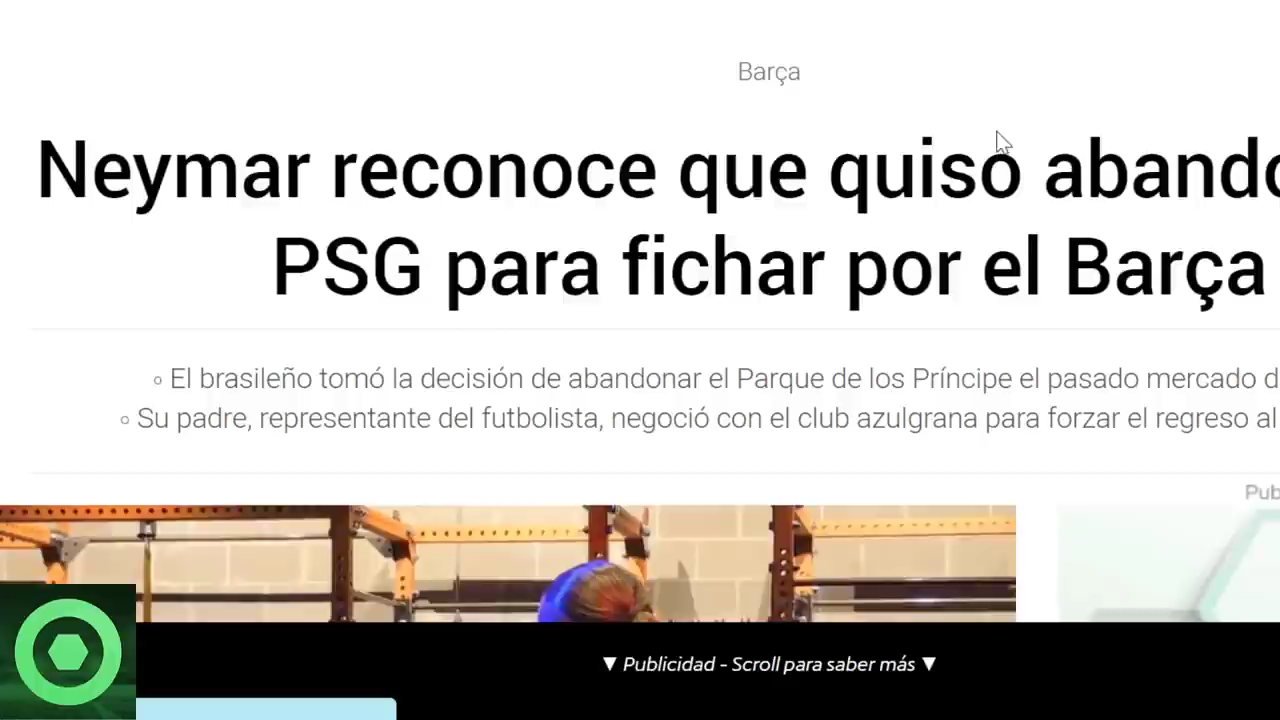 Barça
Neymar reconoce que quiso
PSG para fichar por el Barça
El brasileño tomó la decisión de abandonar el Parque de los Príncipe el pasado mercado
Su padre, representante del futbolista, negoció con el club azulgrana para forzar el regreso al
▼ Publicidad - Scroll para saber más ▼